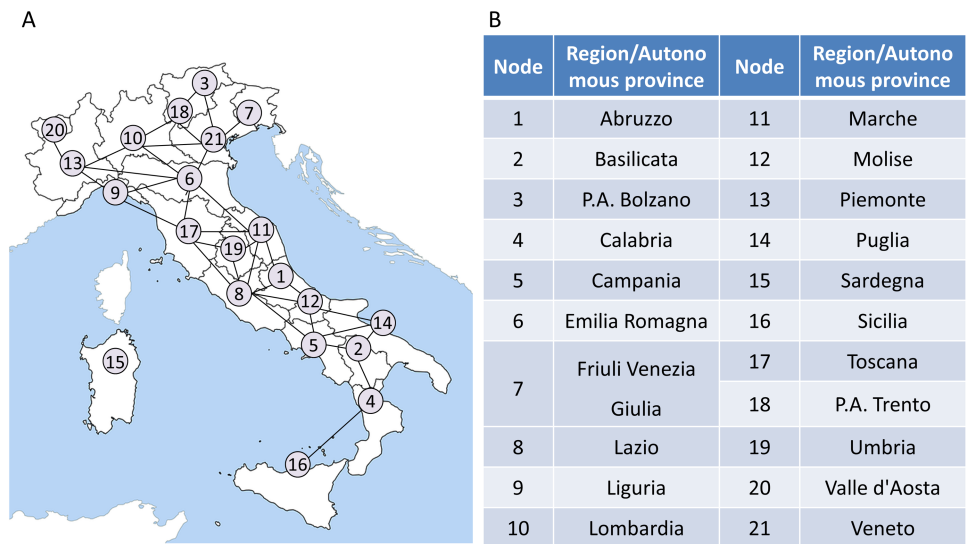 A
B
3
18
7
20
10
21
13
6
9
17
11
19
1
8
12
14
5
2
15
4
16
Node Region/Autono Node Region/Autono
mous province mous province
1 Abruzzo 11 Marche
2 Basilicata 12 Molise
3 P.A. Bolzano 13 Piemonte
4 Calabria 14 Puglia
5 Campania 15 Sardegna
6 Emilia Romagna 16 Sicilia
7 Friuli Venezia 17 Toscana
Giulia 18 P.A. Trento
8 Lazio 19 Umbria
9 Liguria 20 Valle d'Aosta
10 Lombardia 21 Veneto